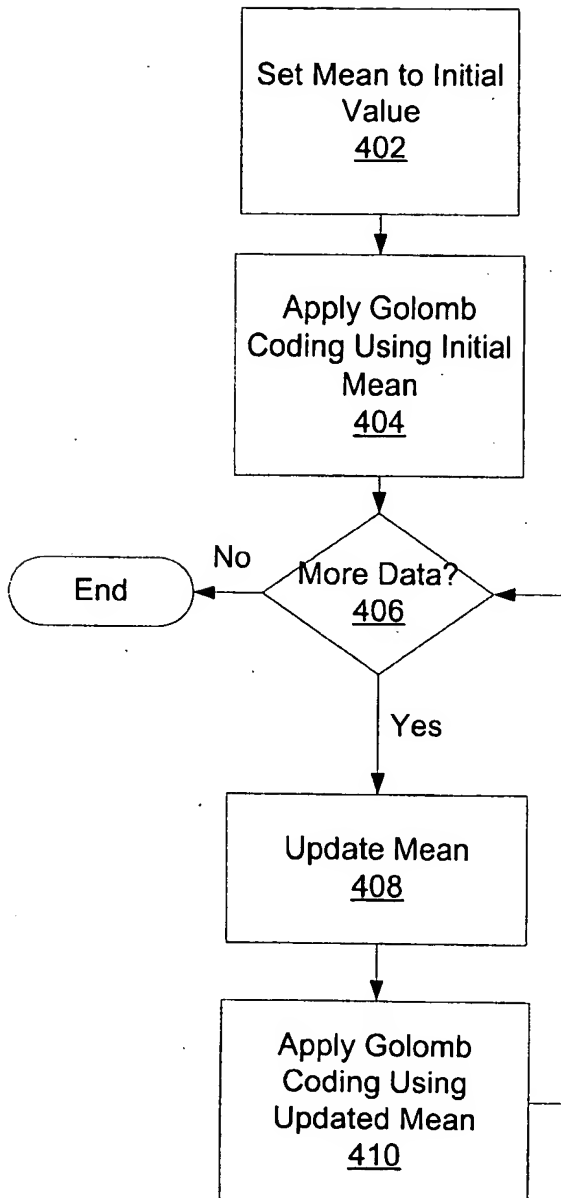 Set Mean to Initial
Value
402
Apply Golomb
Coding Using Initial
Mean
404
No
End
More Data?
406
Yes
Update Mean
408
Apply Golomb
Coding Using
Updated Mean
410